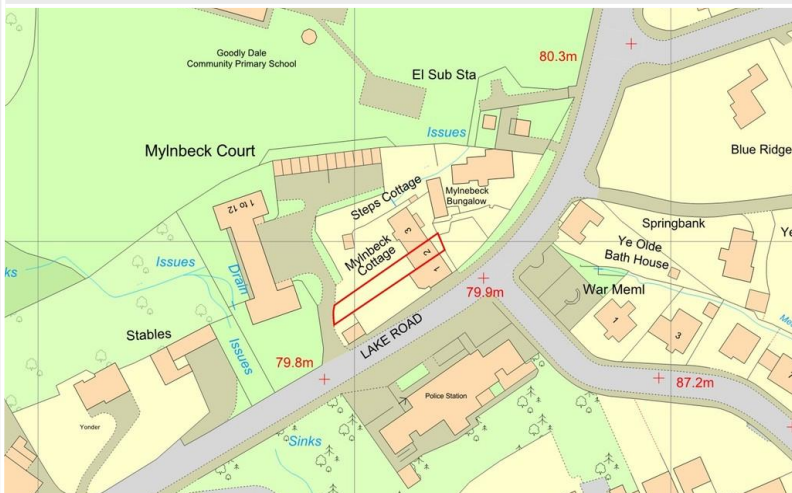 Goodly Dale
Community Primary School
80.3m
El Sub Sta
Issues
Mylnbeck Court
Blue Ridge
Steps Cottage
Mylnebeck
Bungalow
1 to 12
Springbank
3
Ye Olde
Bath House
Mylnbeck
Cottage
2
1
Issues
Drain
War Meml
79.9m
1
3
Stables
Issues
LAKE ROAD
79.8m
87.2m
Police Station
Yonder
Sinks